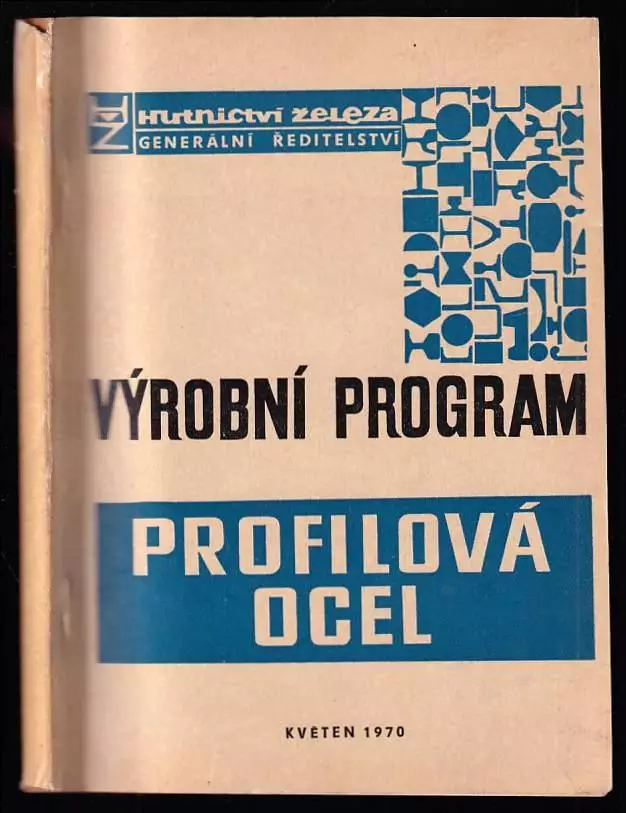 Hutnictví železa
GENERÁLNÍ ŘEDITELSTVÍ
VÝROBNÍ PROGRAM
PROFILOVÁ
OCEL
KVĚTEN 1970